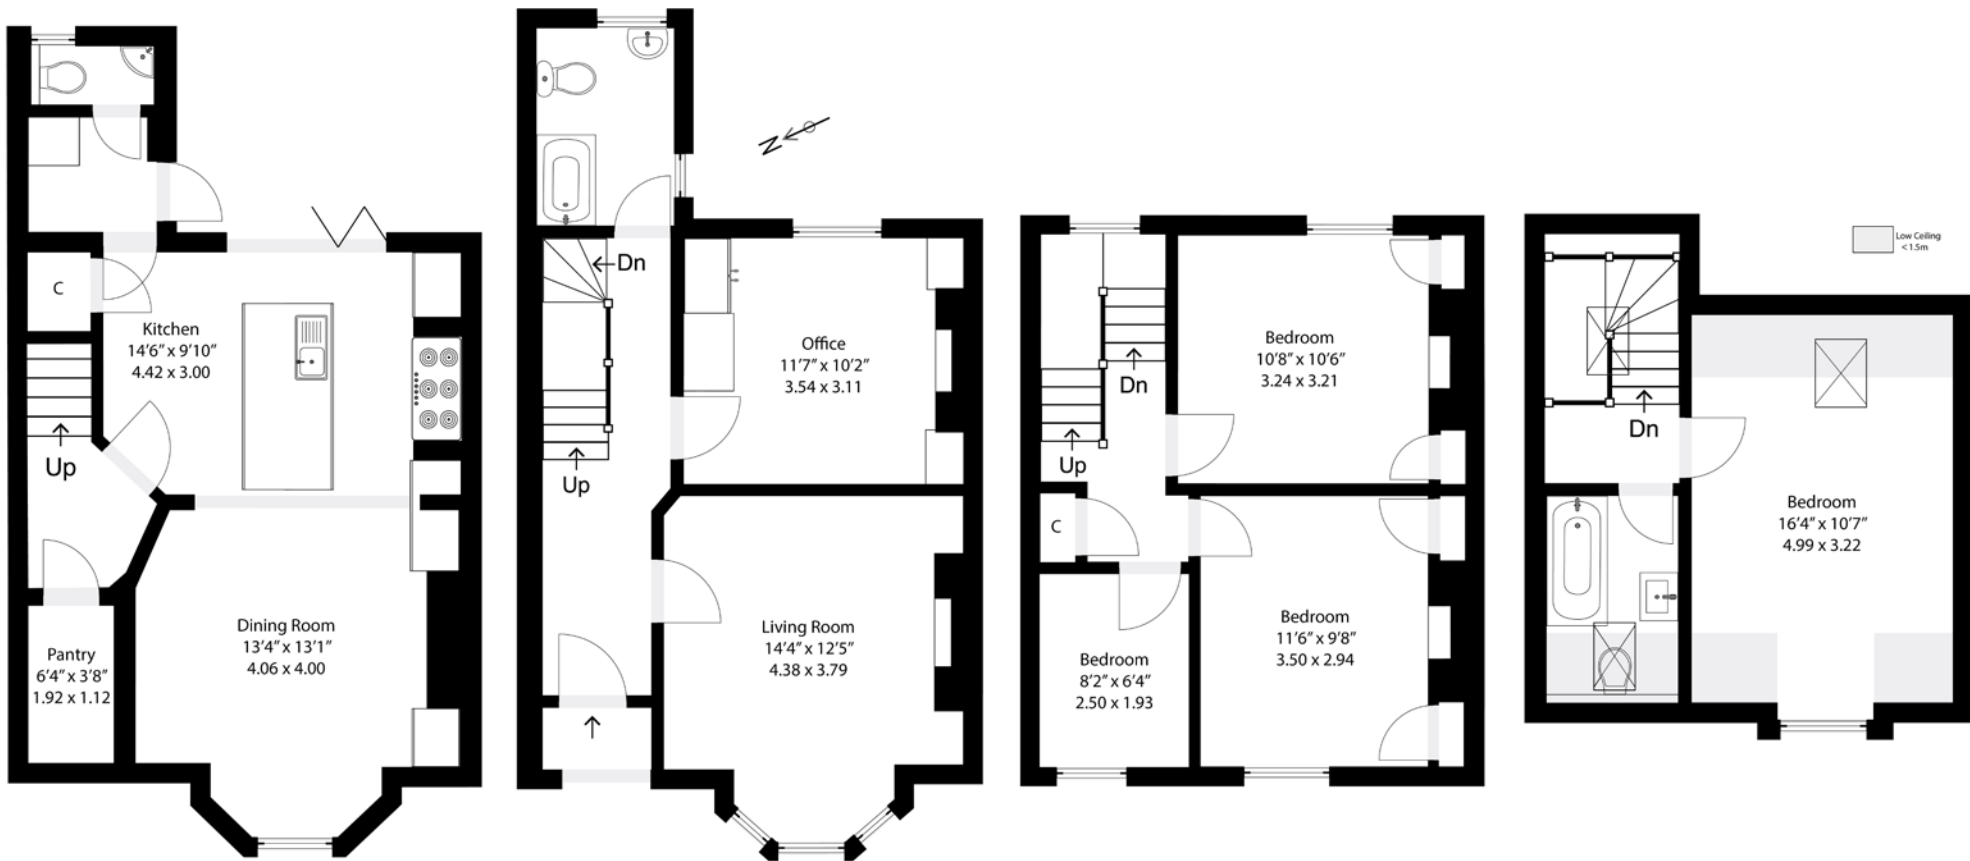 C
Kitchen
14'6" x 9'10"
4.42 x 3.00
Up
Dining Room
13'4" x 13'1"
4.06 x 4.00
Pantry
6'4" x 3'8"
1.92 x 1.12
N
Dn
Office
11'7" x 10'2"
3.54 x 3.11
Up
Living Room
14'4" x 12'5"
4.38 x 3.79
Bedroom
10'8" x 10'6"
3.24 x 3.21
Dn
Up
C
Bedroom
11'6" x 9'8"
3.50 x 2.94
Bedroom
8'2" x 6'4"
2.50 x 1.93
Low Ceiling
<1.5m
Dn
Bedroom
16'4" x 10'7"
4.99 x 3.22